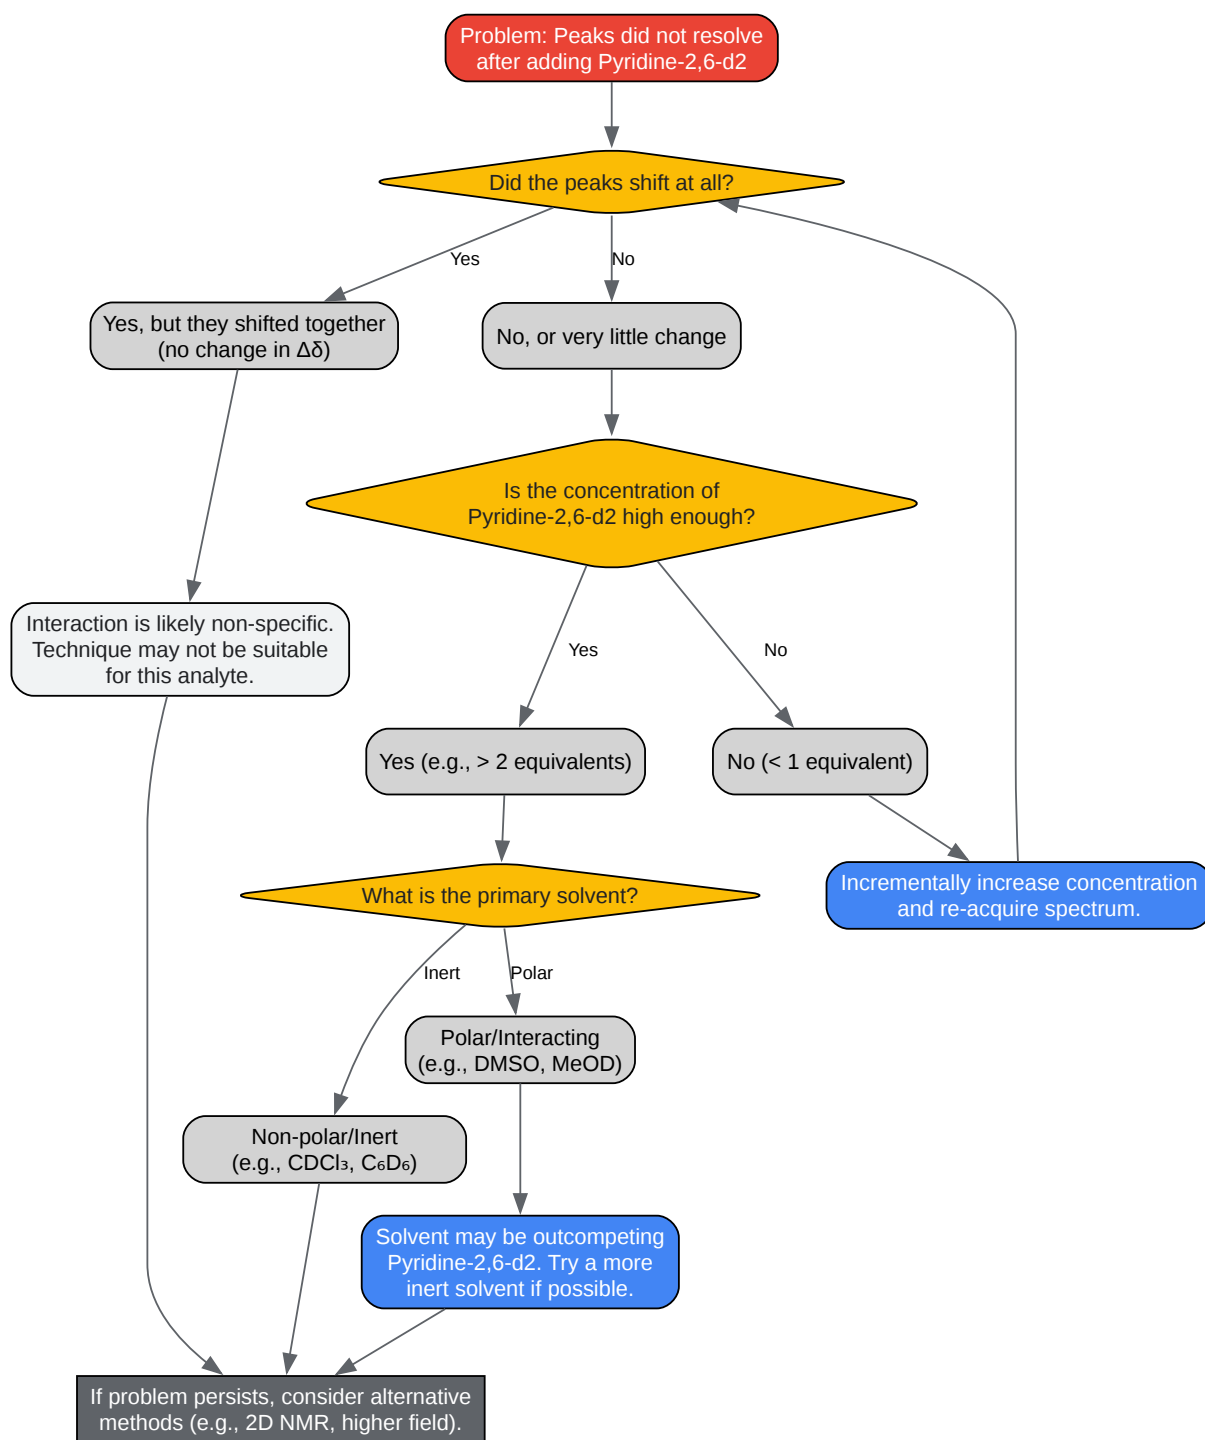 Problem: Peaks did not resolve
after adding Pyridine-2,6-d2
Did the peaks shift at all?
Yes
No
Yes, but they shifted together
(no change in Δδ)
No, or very little change
Is the concentration of
Pyridine-2,6-d2 high enough?
Interaction is likely non-specific.
Technique may not be suitable
for this analyte.
Yes
No
Yes (e.g., > 2 equivalents)
No (< 1 equivalent)
What is the primary solvent?
Incrementally increase concentration
and re-acquire spectrum.
Inert
Polar
Polar/Interacting
(e.g., DMSO, MeOD)
Non-polar/Inert
(e.g., CDCl₃, C₆D₆)
Solvent may be outcompeting
Pyridine-2,6-d2. Try a more
inert solvent if possible.
If problem persists, consider alternative
methods (e.g., 2D NMR, higher field).